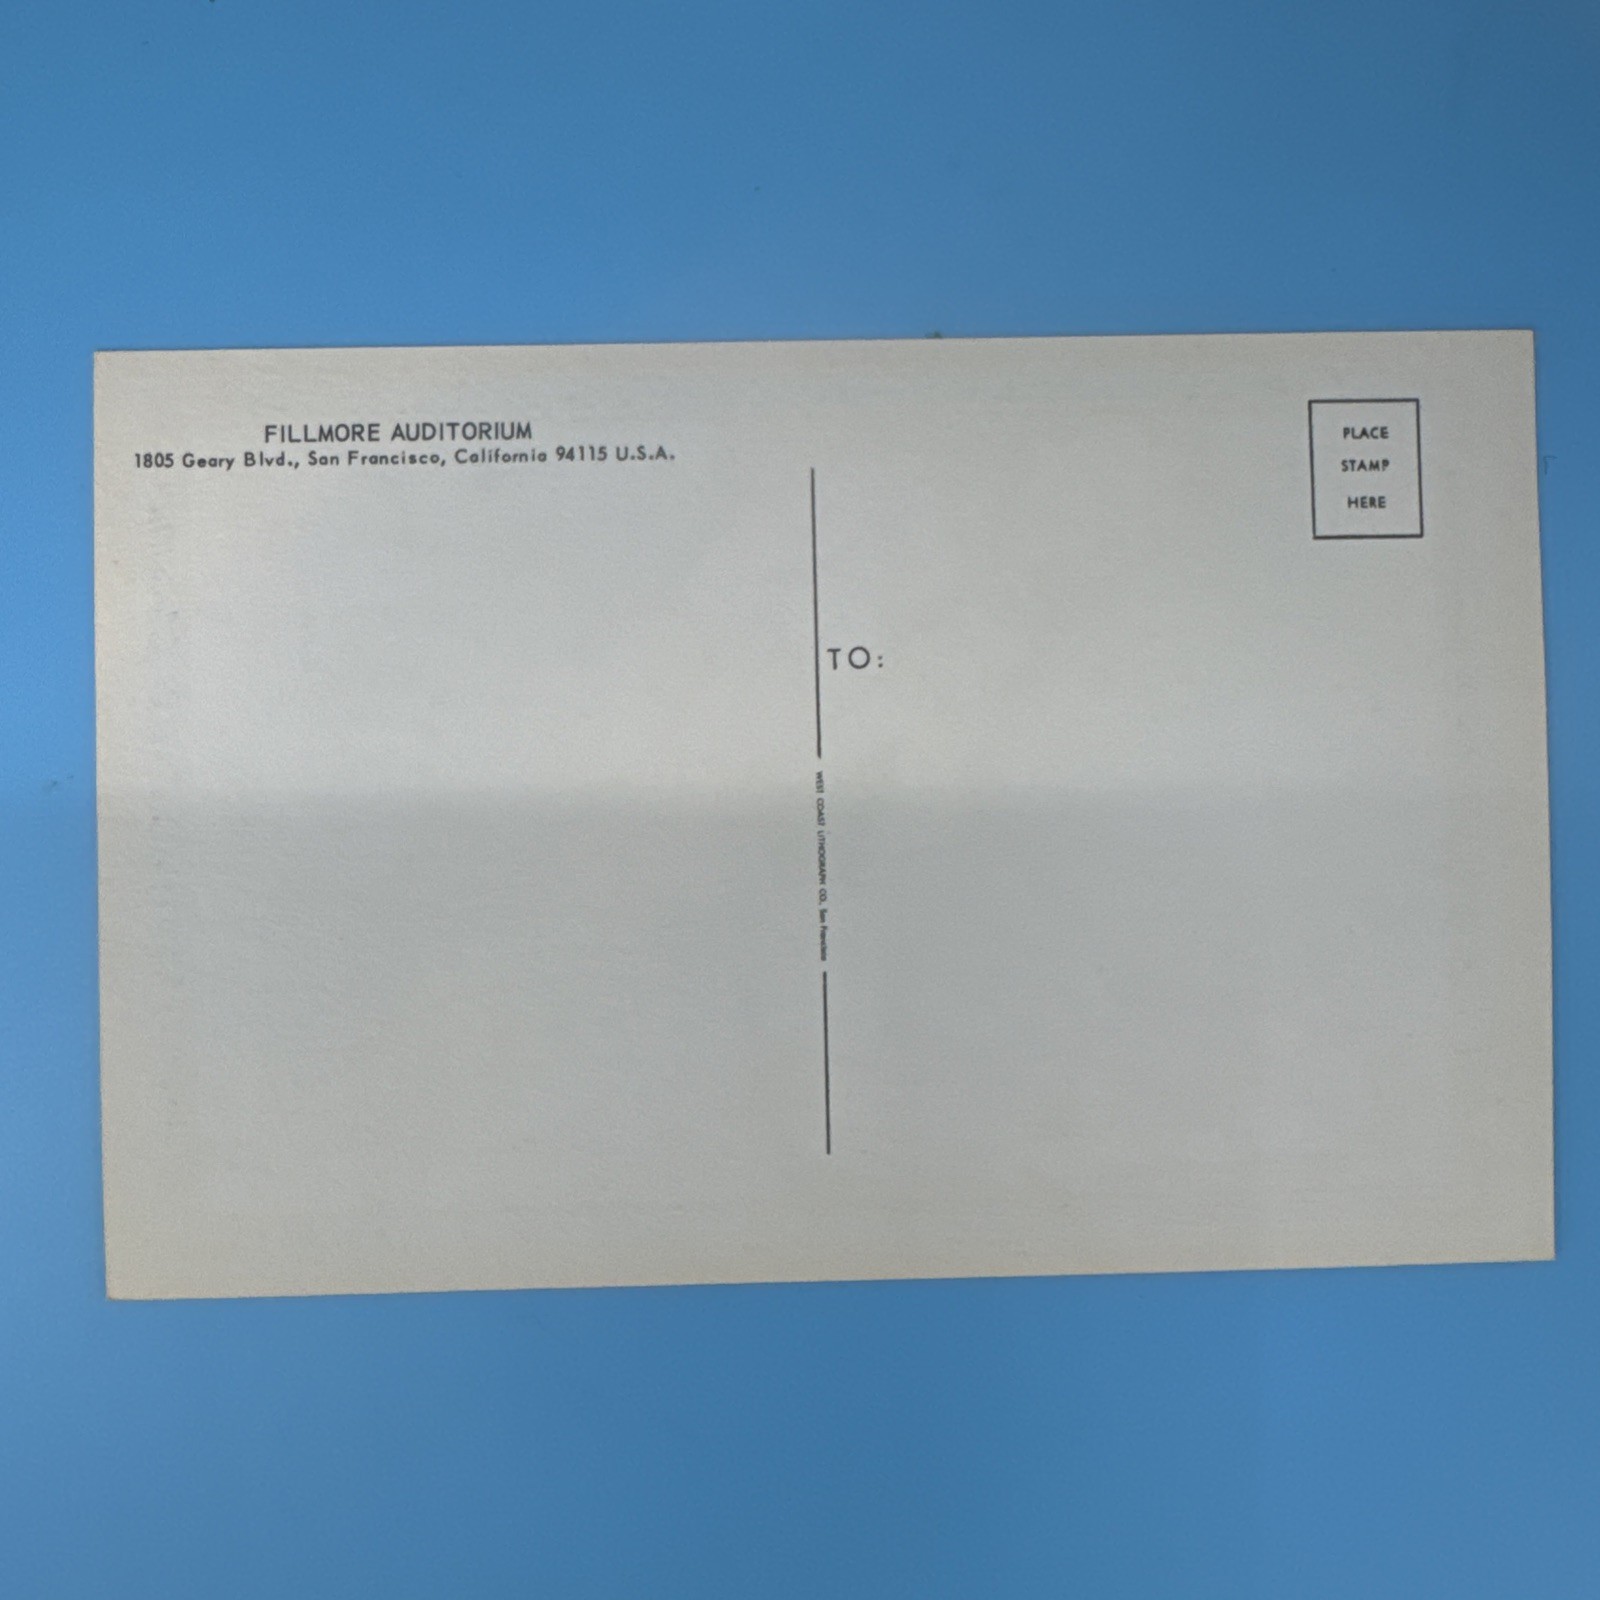 FILLMORE AUDITORIUM
1805 Geary Blvd., San Francisco, California 94115 U.S.A.
PLACE
STAMP
HERE
TO:
WEST COAST LITHOGRAPH CO., San Francisco